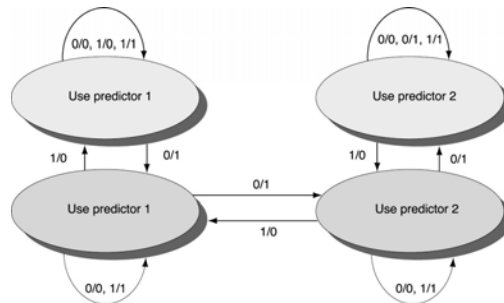 0/0, 1/0, 1/1
0/0, 0/1, 1/1
Use predictor 1
Use predictor 2
1/0
0/1
1/0
0/1
Use predictor 1
0/1
Use predictor 2
1/0
0/0, 1/1
0/0, 1/1